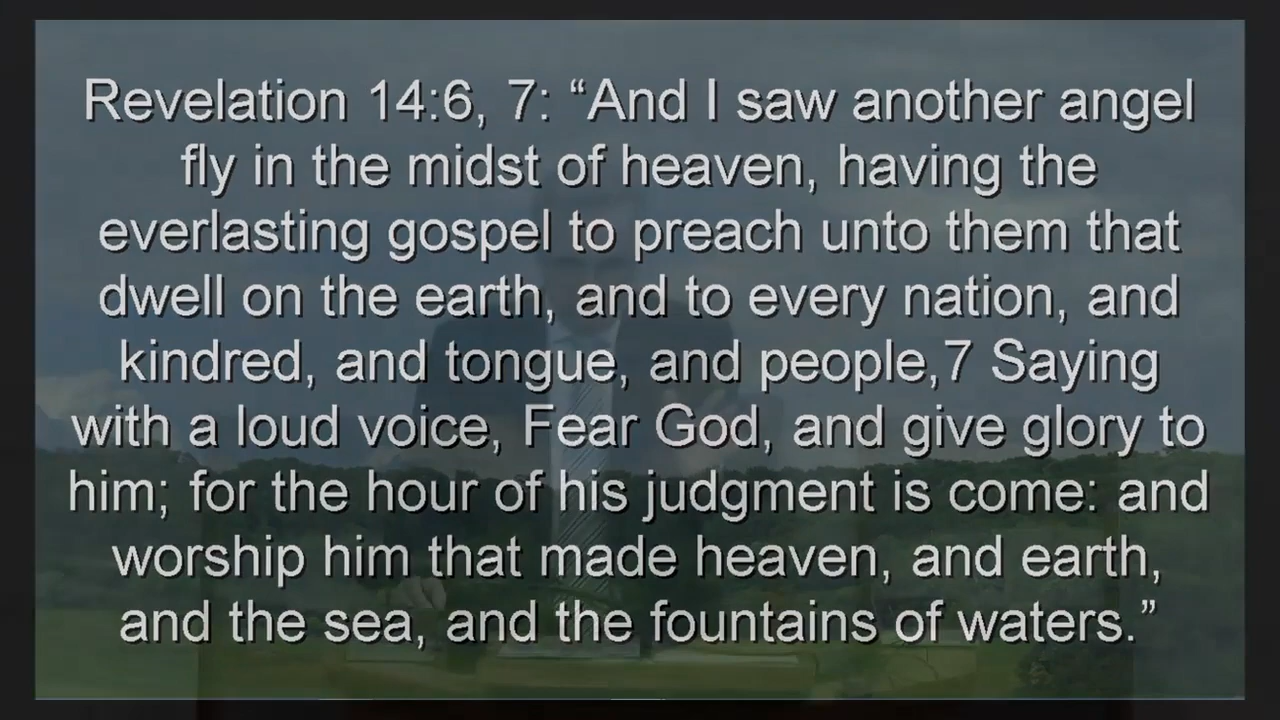 Revelation 14:6, 7: “And I saw another angel
fly in the midst of heaven, having the
everlasting gospel to preach unto them that
dwell on the earth, and to every nation, and
kindred, and tongue, and people,7 Saying
with a loud voice, Fear God, and give glory to
him; for the hour of his judgment is come: and
worship him that made heaven, and earth,
and the sea, and the fountains of waters.”